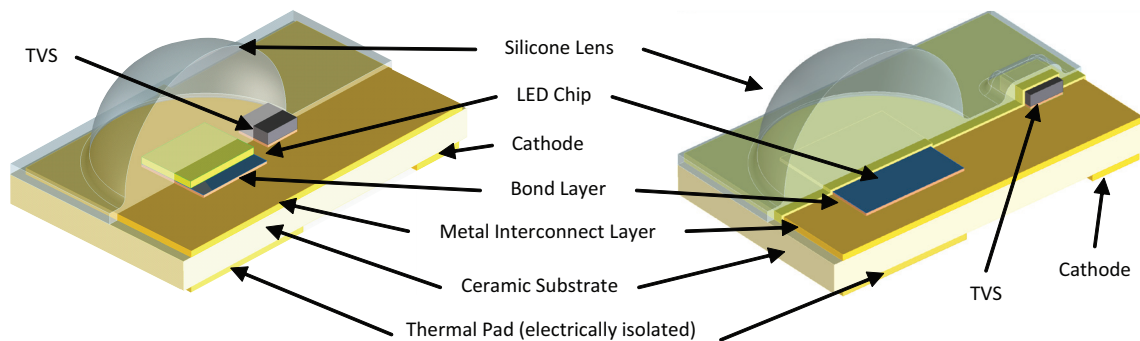 Silicone Lens
TVS
LED Chip
Cathode
Bond Layer
Metal Interconnect Layer
Cathode
Ceramic Substrate
TVS
Thermal Pad (electrically isolated)